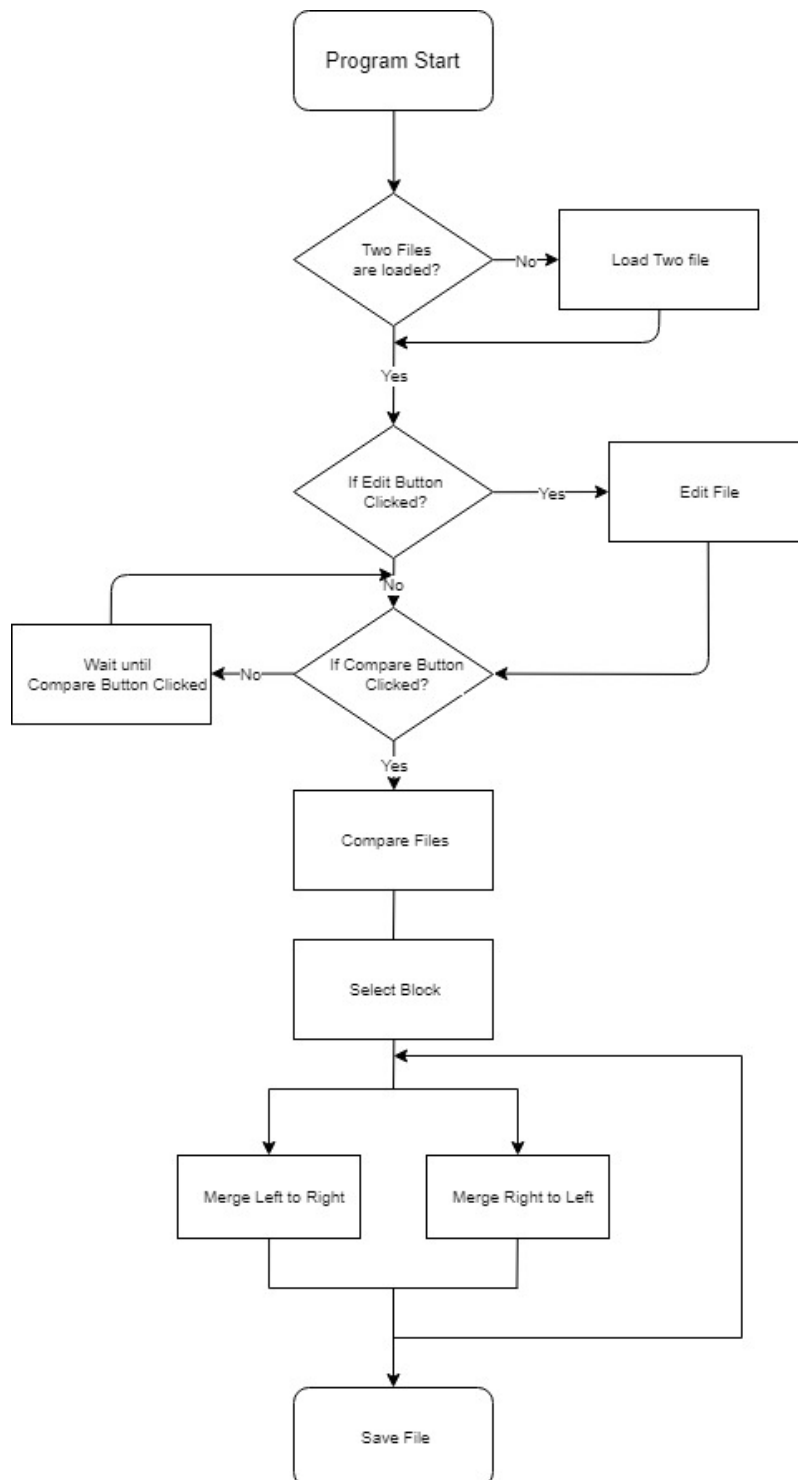 Program Start
Two Files
are loaded?
No
Load Two file
Yes
If Edit Button
Clicked?
Yes
Edit File
No
Wait until
Compare Button Clicked
No
If Compare Button
Clicked?
Yes
Compare Files
Select Block
Merge Left to Right
Merge Right to Left
Save File